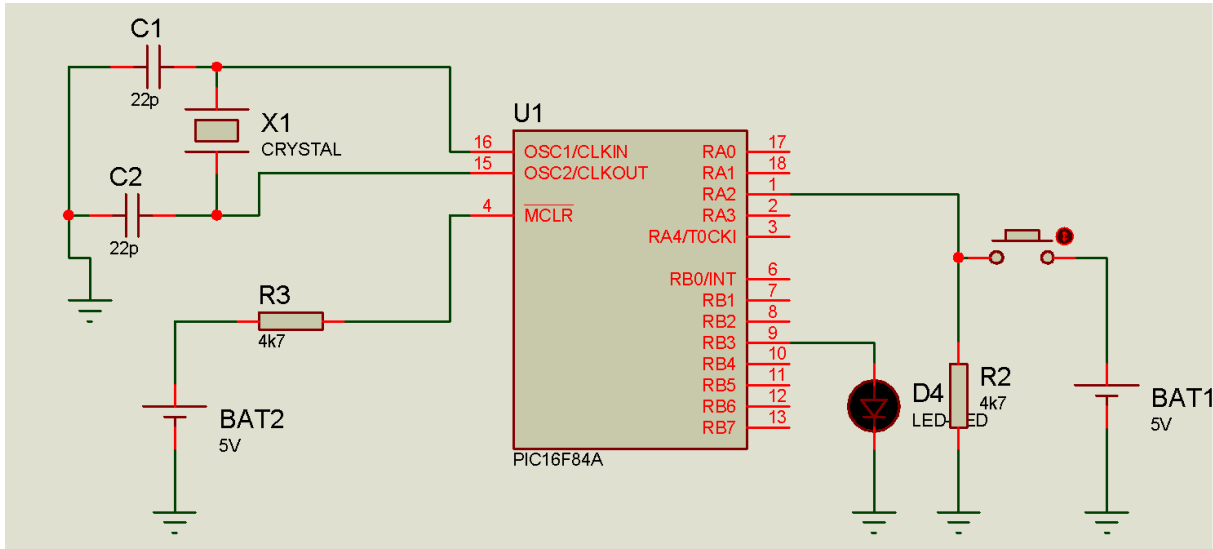 C1
22p
X1
CRYSTAL
C2
22p
R3
4k7
BAT2
5V
U1
16 OSC1/CLKIN
15 OSC2/CLKOUT
4 MCLR
RA0 17
RA1 18
RA2 1
RA3 2
RA4/T0CKI 3
RB0/INT 6
RB1 7
RB2 8
RB3 9
RB4 10
RB5 11
RB6 12
RB7 13
PIC16F84A
D4
R2
4k7
BAT1
5V